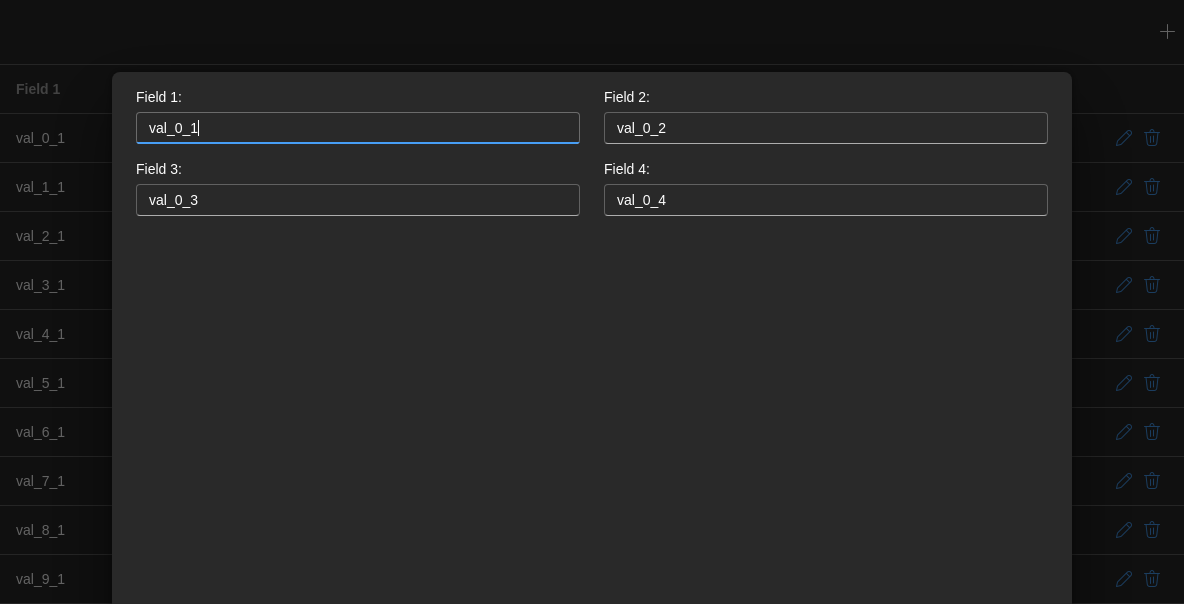 Field 1
val_0_1
val_1_1
val_2_1
val_3_1
val_4_1
val_5_1
val_6_1
val_7_1
val_8_1
val_9_1
Field 1:
val_0_1
Field 2:
val_0_2
Field 3:
val_0_3
Field 4:
val_0_4